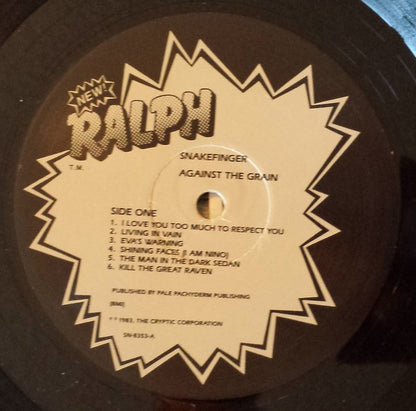 NEW!
RALPH
T.M.
SNAKEFINGER
AGAINST THE GRAIN
SIDE ONE
1. I LOVE YOU TOO MUCH TO RESPECT YOU
2. LIVING IN VAIN
3. EVA'S WARNING
4. SHINING FACES (I AM NINO)
5. THE MAN IN THE DARK SEDAN
6. KILL THE GREAT RAVEN
PUBLISHED BY PALE PACHYDERM PUBLISHING
(BMI)
1983, THE CRYPTIC CORPORATION
SN-8353-A